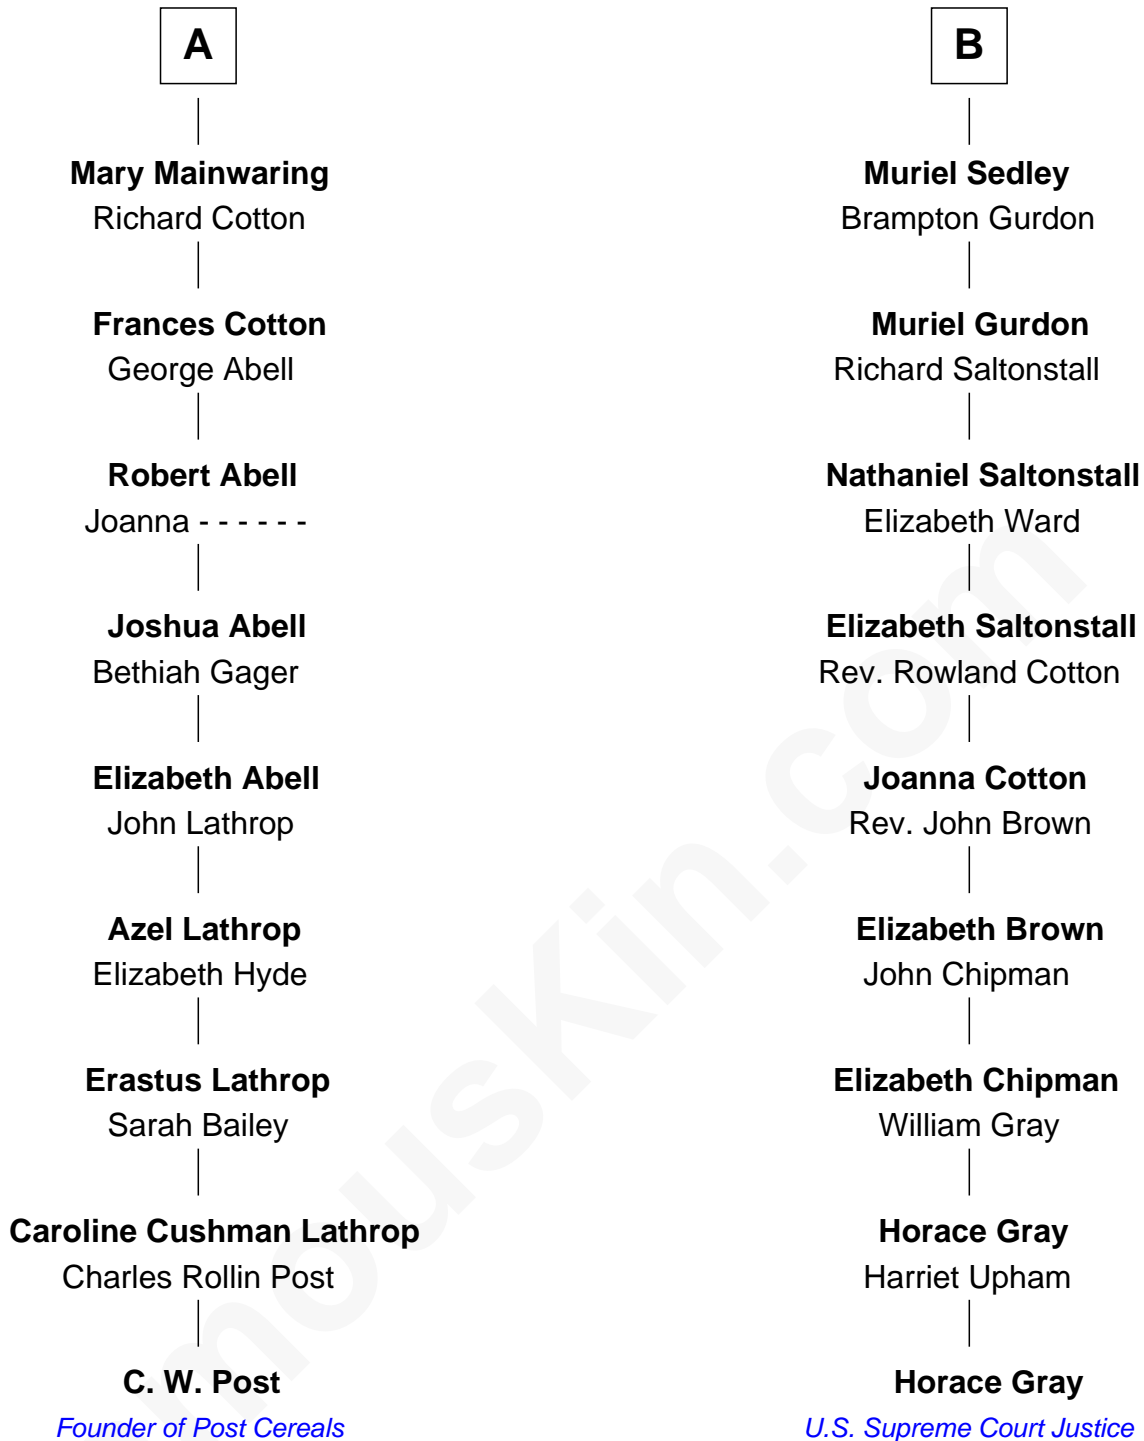 A
B
Mary Mainwaring
Richard Cotton
Muriel Sedley
Brampton Gurdon
Frances Cotton
George Abell
Muriel Gurdon
Richard Saltonstall
Robert Abell
Joanna - - - - - -
Nathaniel Saltonstall
Elizabeth Ward
Joshua Abell
Bethiah Gager
Elizabeth Saltonstall
Rev. Rowland Cotton
Elizabeth Abell
John Lathrop
Joanna Cotton
Rev. John Brown
Azel Lathrop
Elizabeth Hyde
Elizabeth Brown
John Chipman
Erastus Lathrop
Sarah Bailey
Elizabeth Chipman
William Gray
Caroline Cushman Lathrop
Charles Rollin Post
Horace Gray
Harriet Upham
C. W. Post
Founder of Post Cereals
Horace Gray
U.S. Supreme Court Justice
mouskin.com